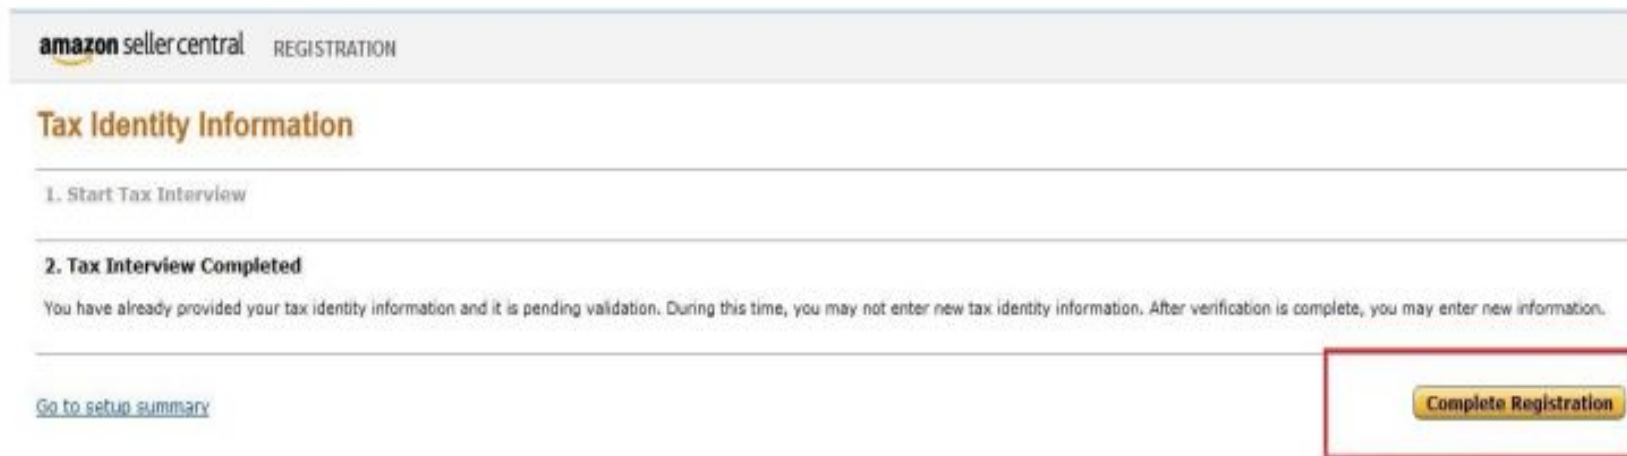 amazon seller central REGISTRATION
Tax Identity Information
1. Start Tax Interview
2. Tax Interview Completed
You have already provided your tax identity information and it is pending validation. During this time, you may not enter new tax identity information. After verification is complete, you may enter new information.
Go to setup summary
Complete Registration